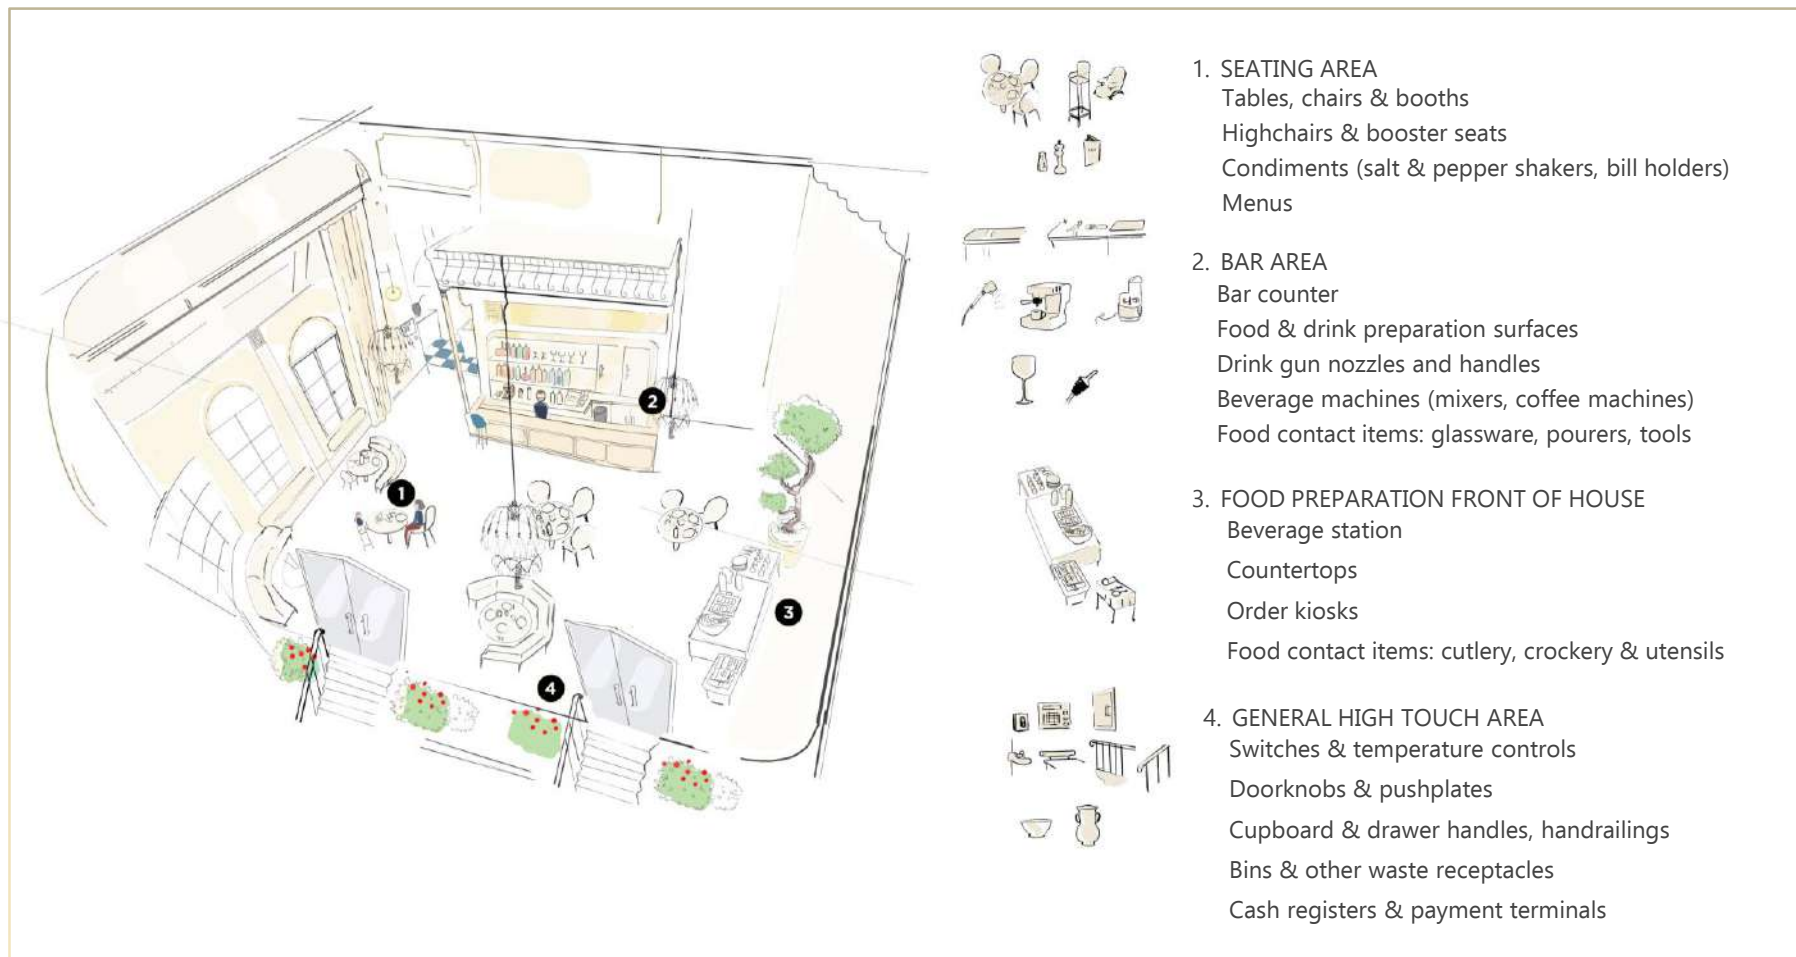 1. SEATING AREA
Tables, chairs & booths
Highchairs & booster seats
Condiments (salt & pepper shakers, bill holders)
Menus
2. BAR AREA
Bar counter
Food & drink preparation surfaces
Drink gun nozzles and handles
Beverage machines (mixers, coffee machines)
Food contact items: glassware, pourers, tools
3. FOOD PREPARATION FRONT OF HOUSE
Beverage station
Countertops
Order kiosks
Food contact items: cutlery, crockery & utensils
4. GENERAL HIGH TOUCH AREA
Switches & temperature controls
Doorknobs & pushplates
Cupboard & drawer handles, handrailings
Bins & other waste receptacles
Cash registers & payment terminals
1
2
3
4